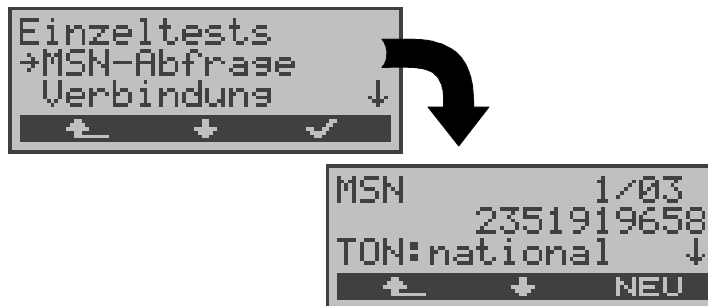 Einzeltests
→MSN-Abfrage
Verbindung ↓
MSN 1/03
2351919658
TON:national ↓
NEU